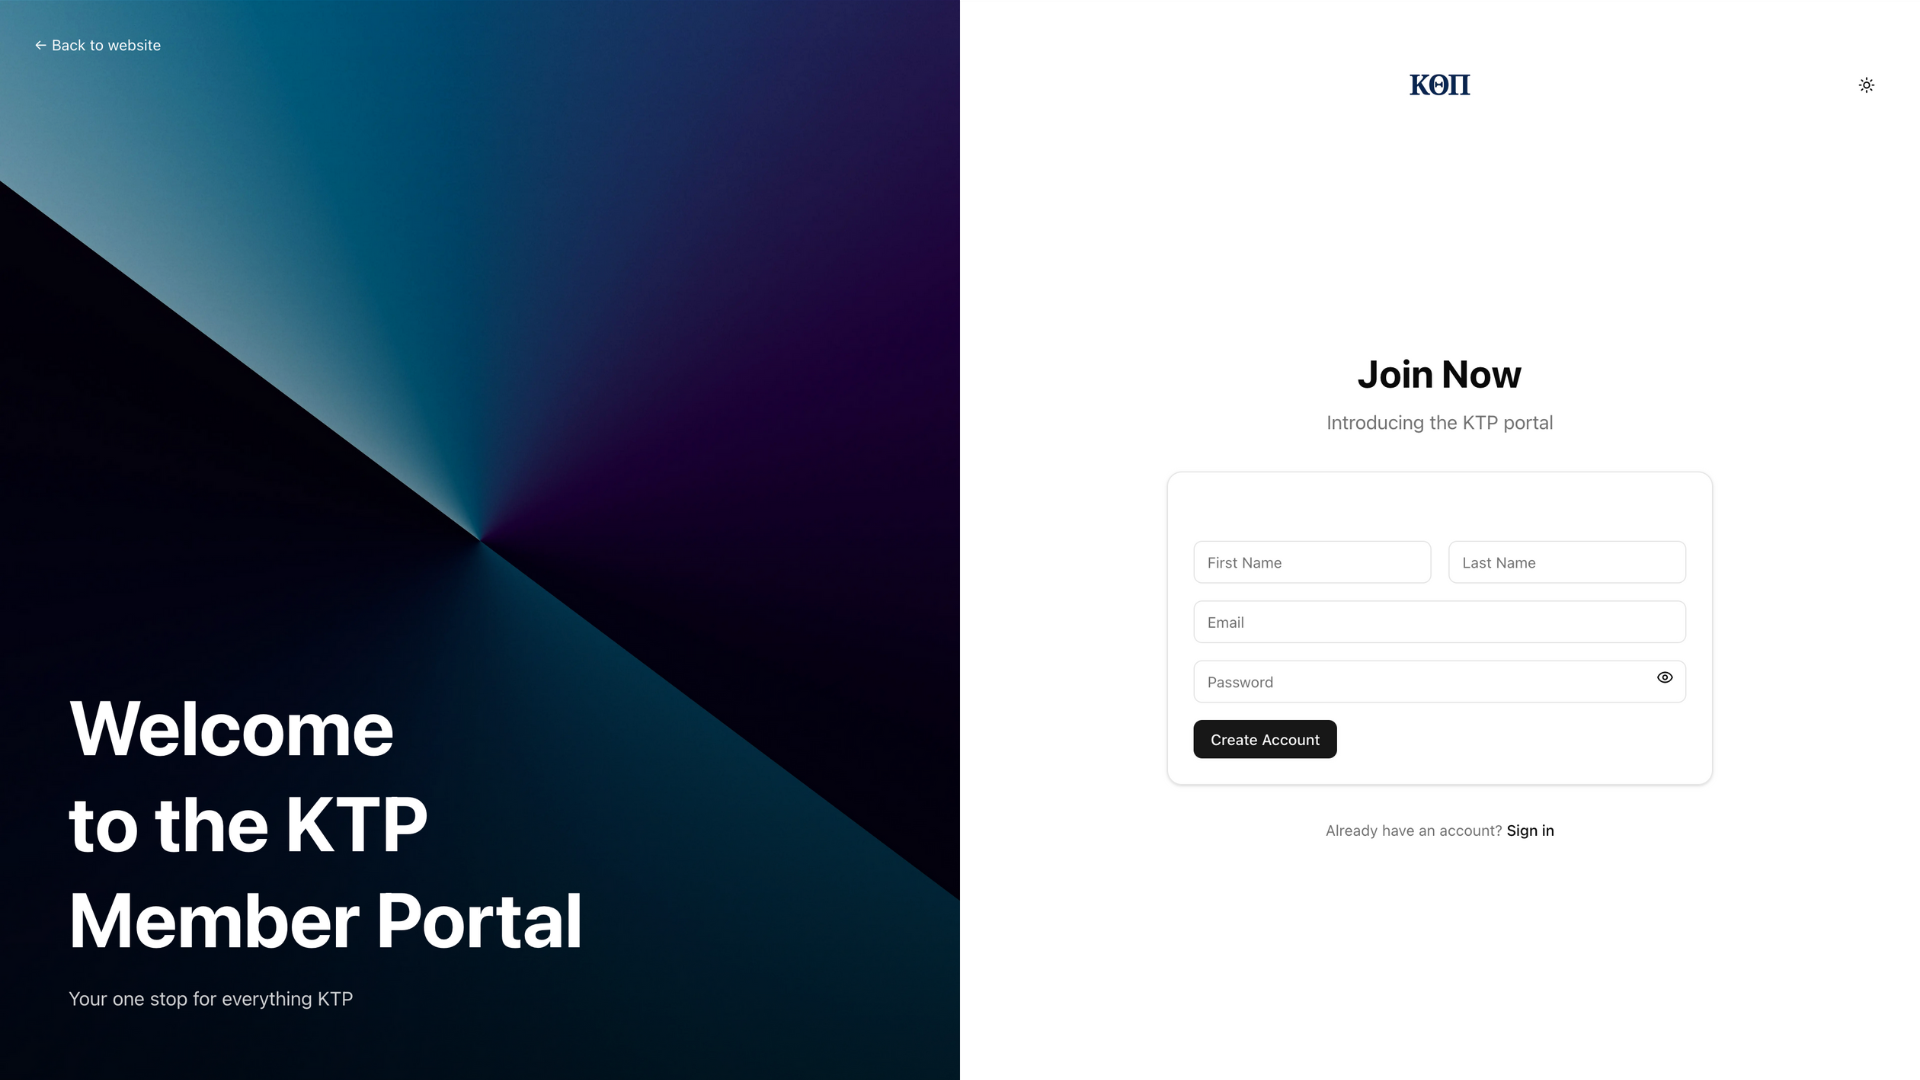 ← Back to website
Welcome
to the KTP
Member Portal
Your one stop for everything KTP
ΚΘΠ
Join Now
Introducing the KTP portal
First Name
Last Name
Email
Password
Create Account
Already have an account? Sign in